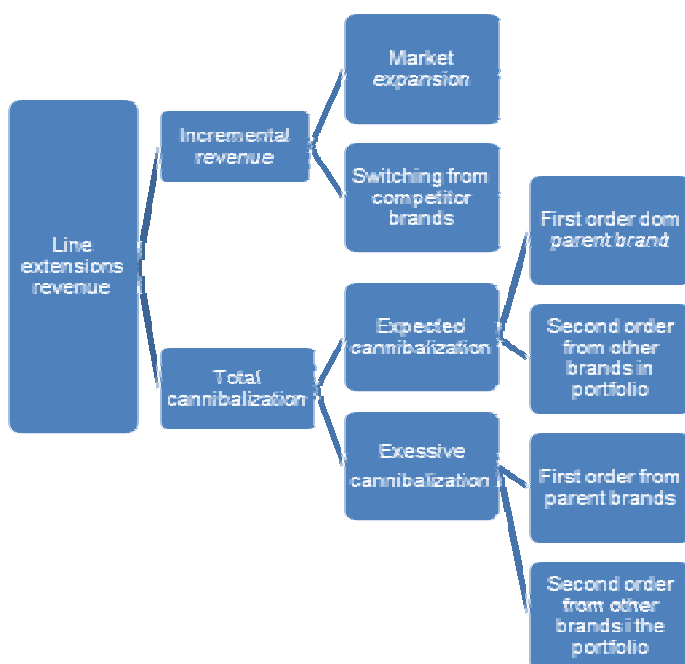 Line
extensions
revenue
Incremental
revenue
Total
cannibalization
Market
expansion
Switching from
competitor
brands
Expected
cannibalization
Exessive
cannibalization
First order dom
parent brand
Second order
from other
brands in
portfolio
First order from
parent brands
Second order
from other
brands i the
portfolio